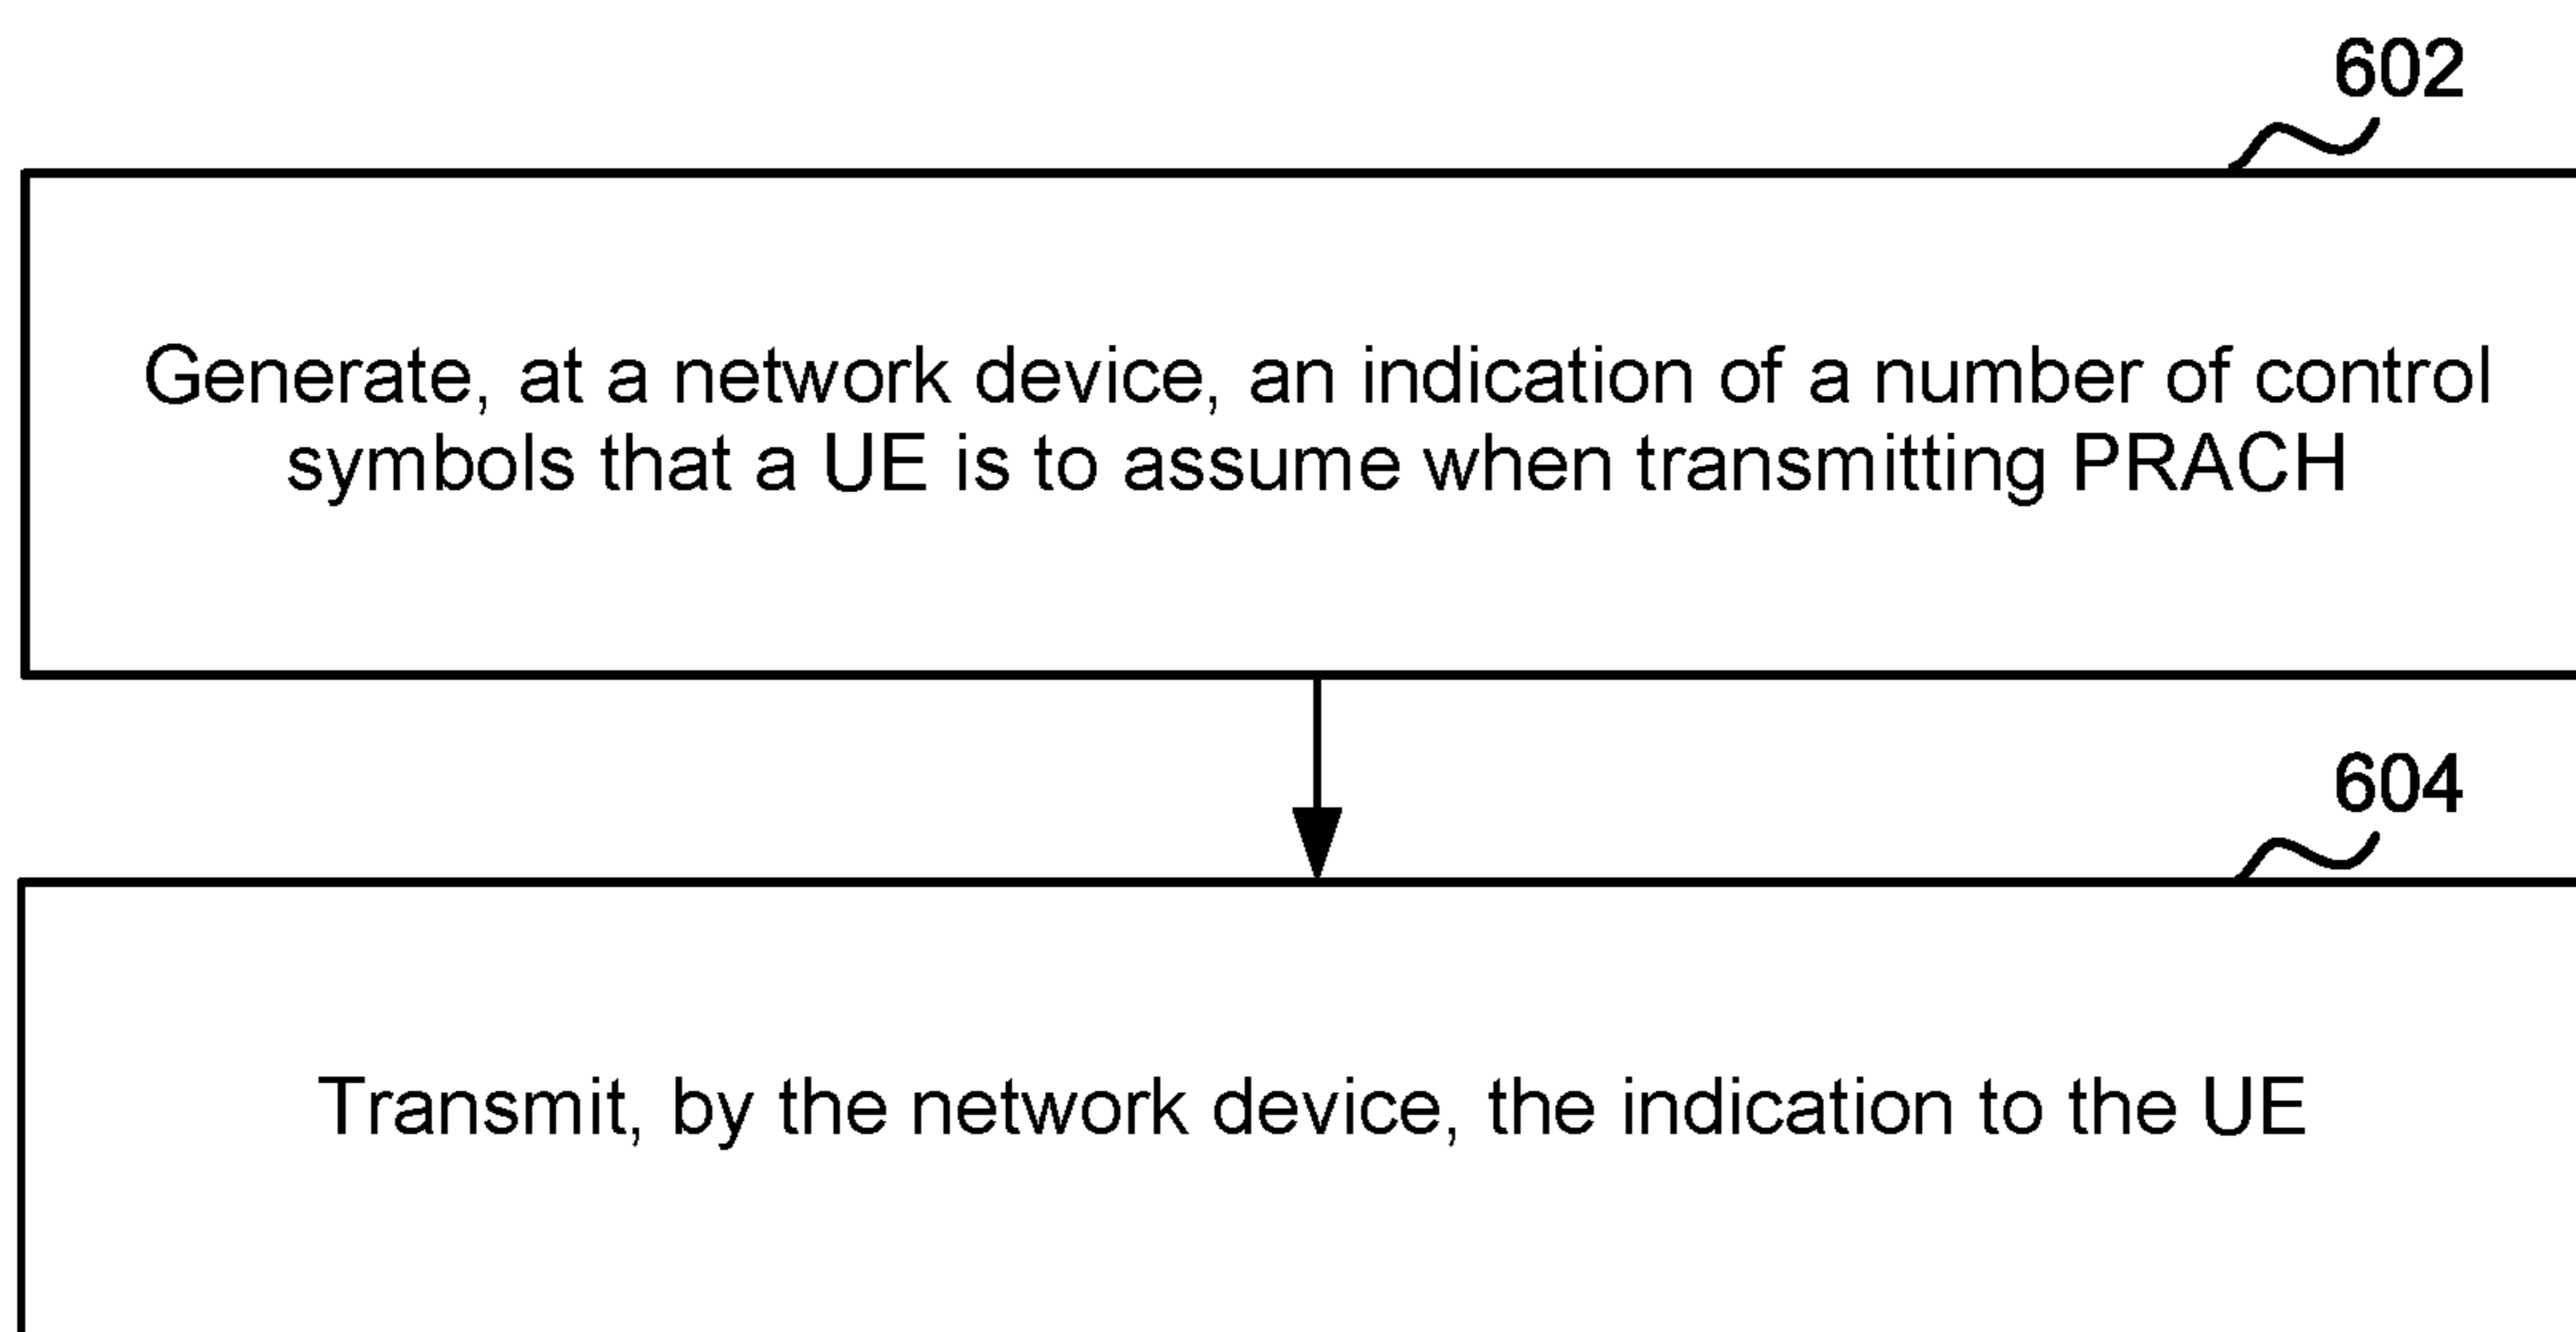 602
Generate, at a network device, an indication of a number of control
symbols that a UE is to assume when transmitting PRACH
604
Transmit, by the network device, the indication to the UE